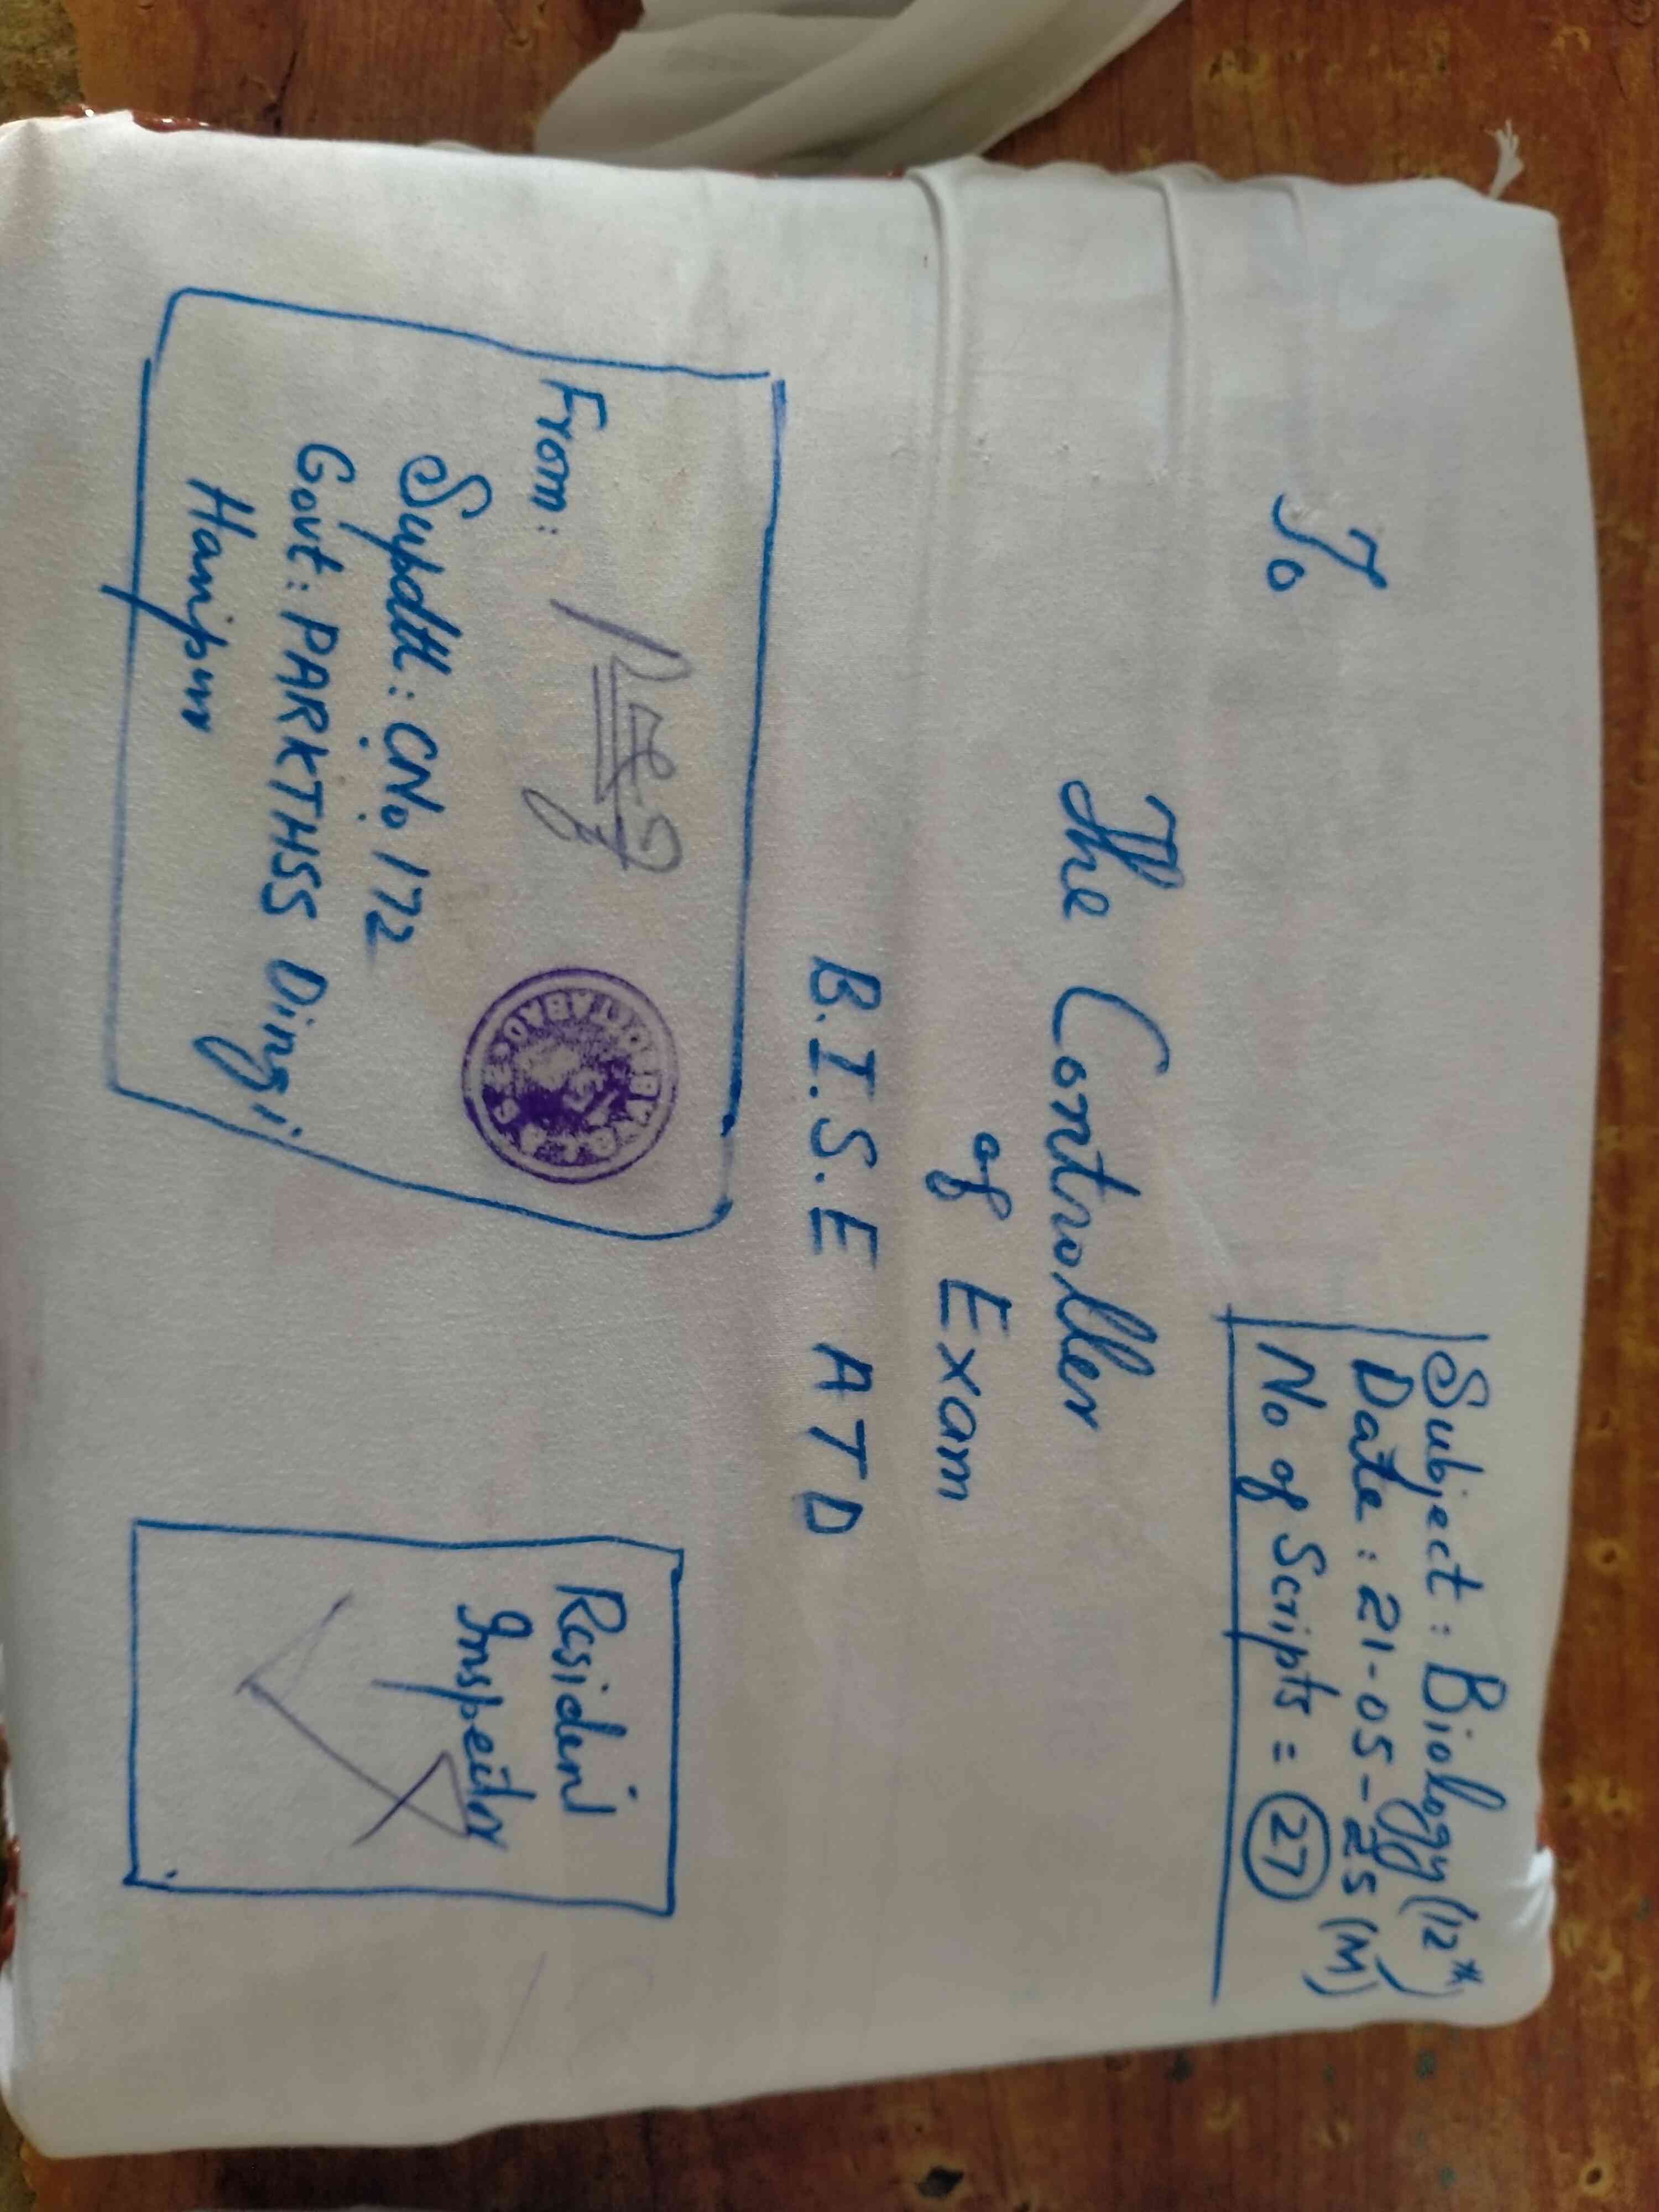 Subject: Biology (12th)
Date: 21-05-25 (M)
No of Scripts = 27
To
The Controller
of Exam
B.I.S.E ATD
From:
Supdtt: CNo 172
Govt: PARKTHSS Dingi
Haripur
Resident
Inspector